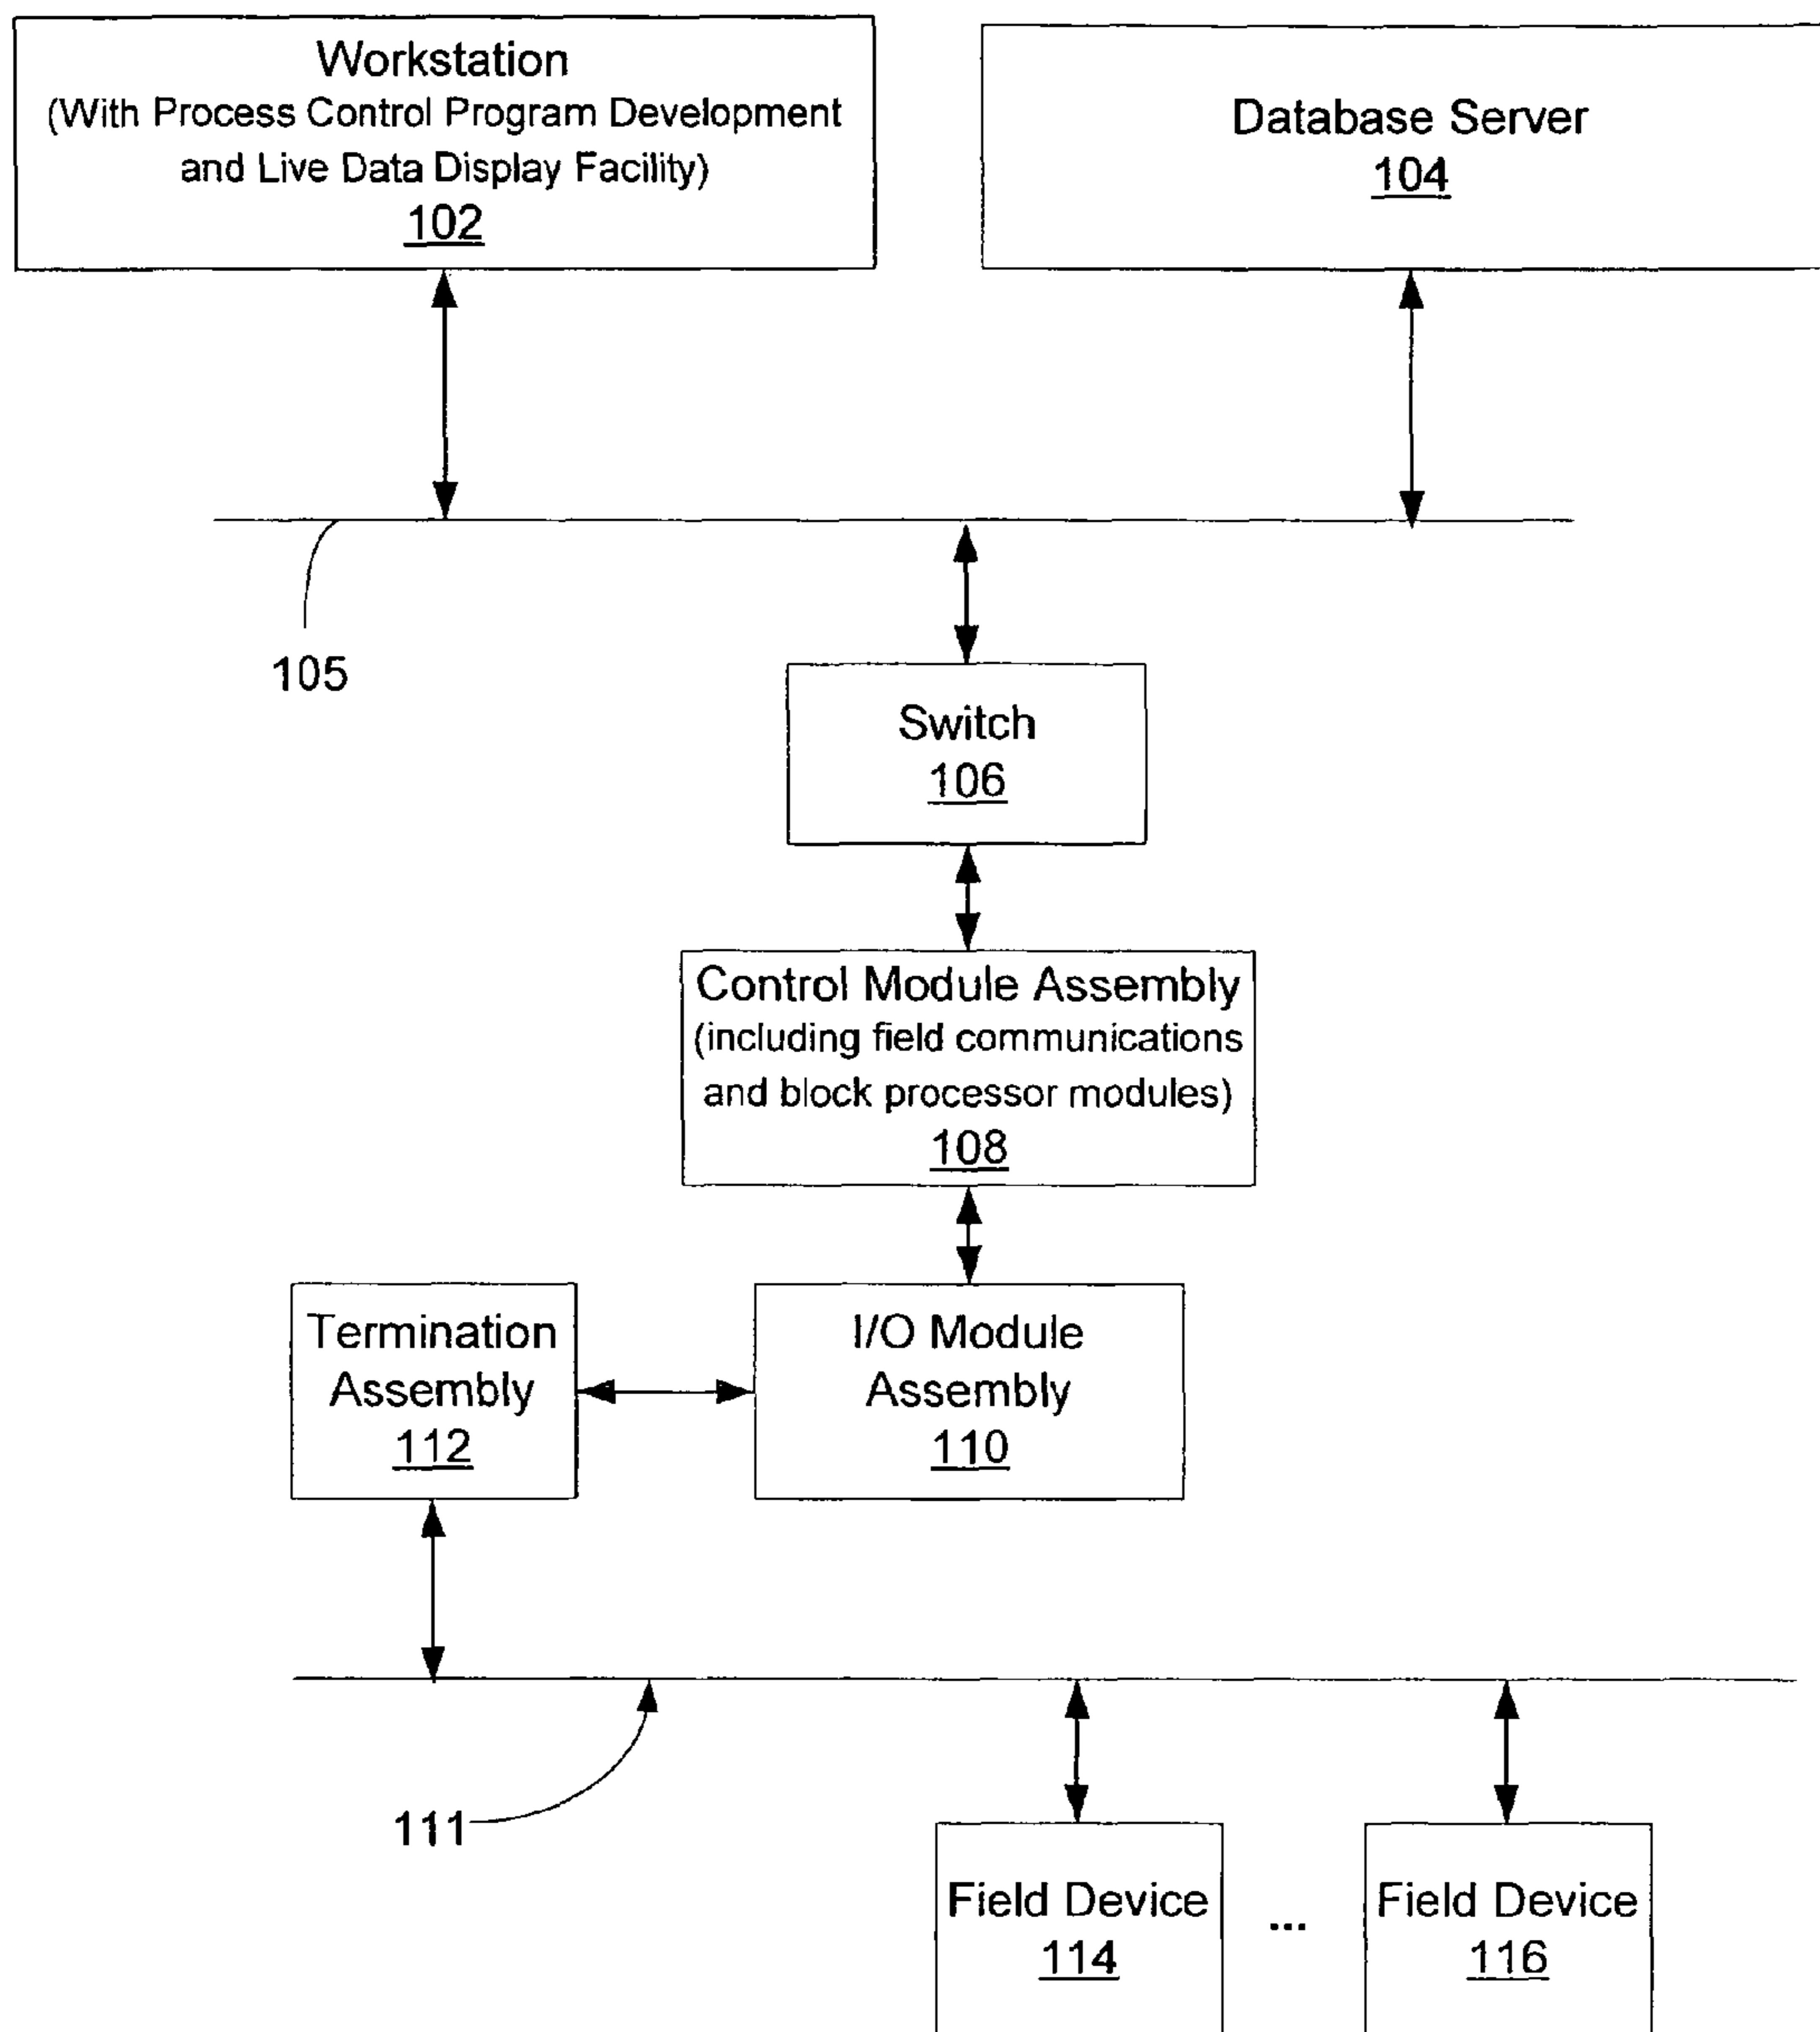 Workstation
(With Process Control Program Development
and Live Data Display Facility)
102
Database Server
104
105
Switch
106
Control Module Assembly
(including field communications
and block processor modules)
108
Termination
Assembly
112
I/O Module
Assembly
110
111
Field Device
114
...
Field Device
116